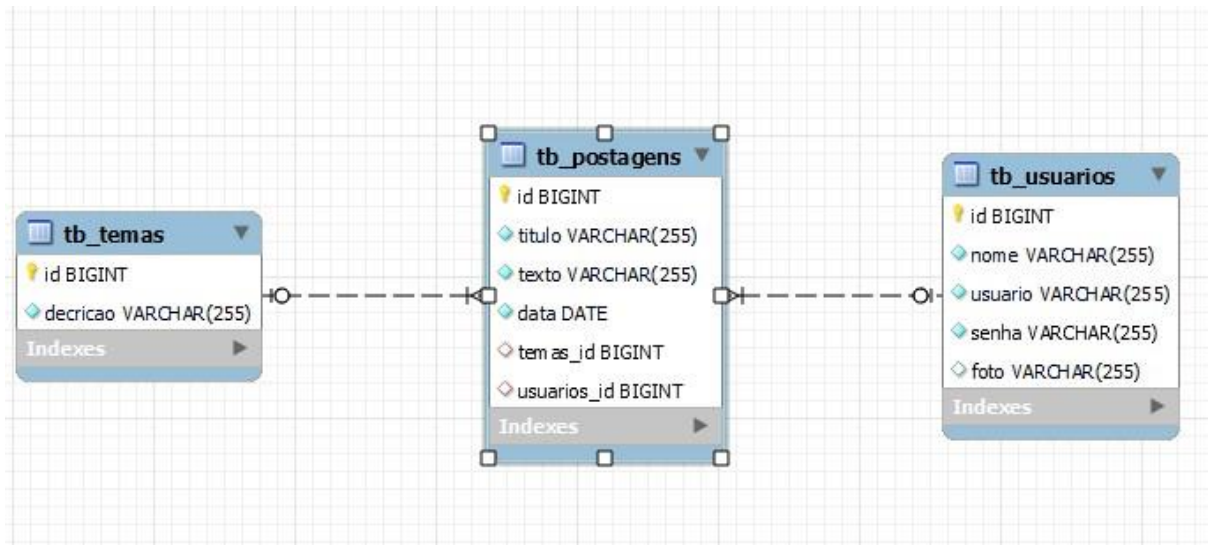 tb_temas
id BIGINT
decricao VARCHAR(255)
Indexes
tb_postagens
id BIGINT
titulo VARCHAR(255)
texto VARCHAR(255)
data DATE
temas_id BIGINT
usuarios_id BIGINT
Indexes
tb_usuarios
id BIGINT
nome VARCHAR(255)
usuario VARCHAR(255)
senha VARCHAR(255)
foto VARCHAR(255)
Indexes